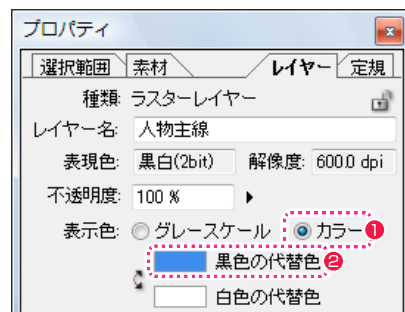 プロパティ
選択範囲 素材 レイヤー 定規
種類: ラスターレイヤー
レイヤー名: 人物主線
表現色: 黒白(2bit) 解像度: 600.0 dpi
不透明度: 100 %
表示色: グレースケール カラー ❶
黒色の代替色 ❷
白色の代替色